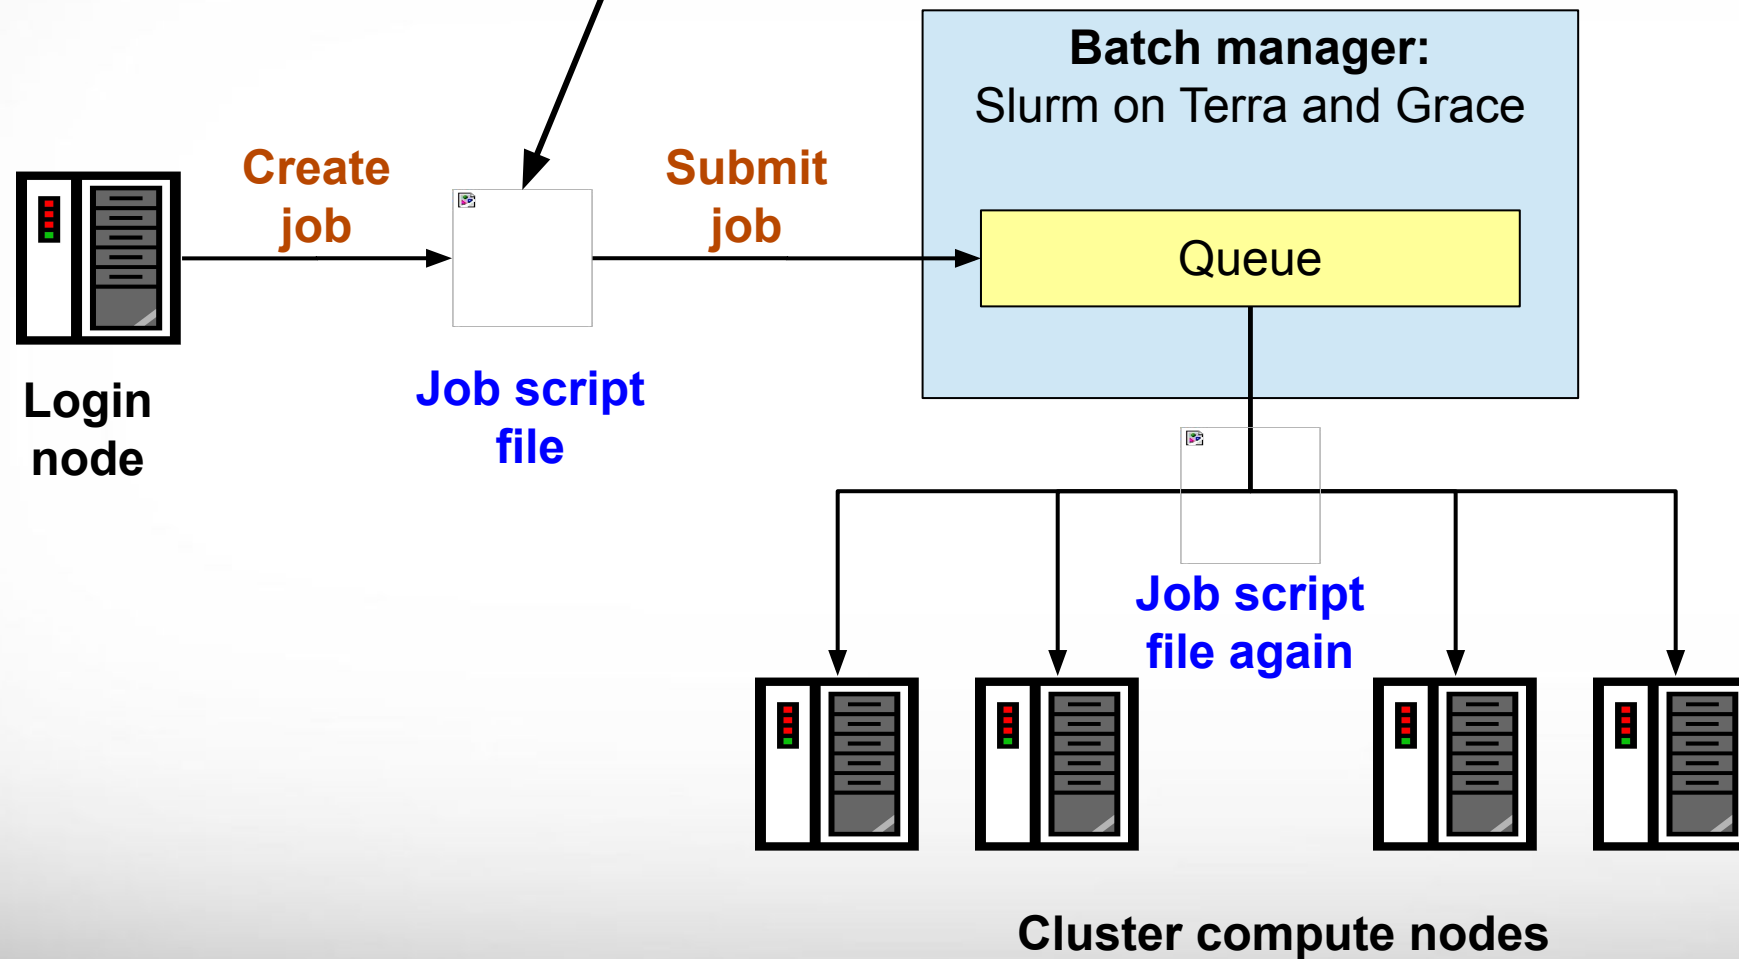 Batch manager:
Slurm on Terra and Grace
Create
job
Submit
job
Queue
Login
node
Job script
file
Job script
file again
Cluster compute nodes